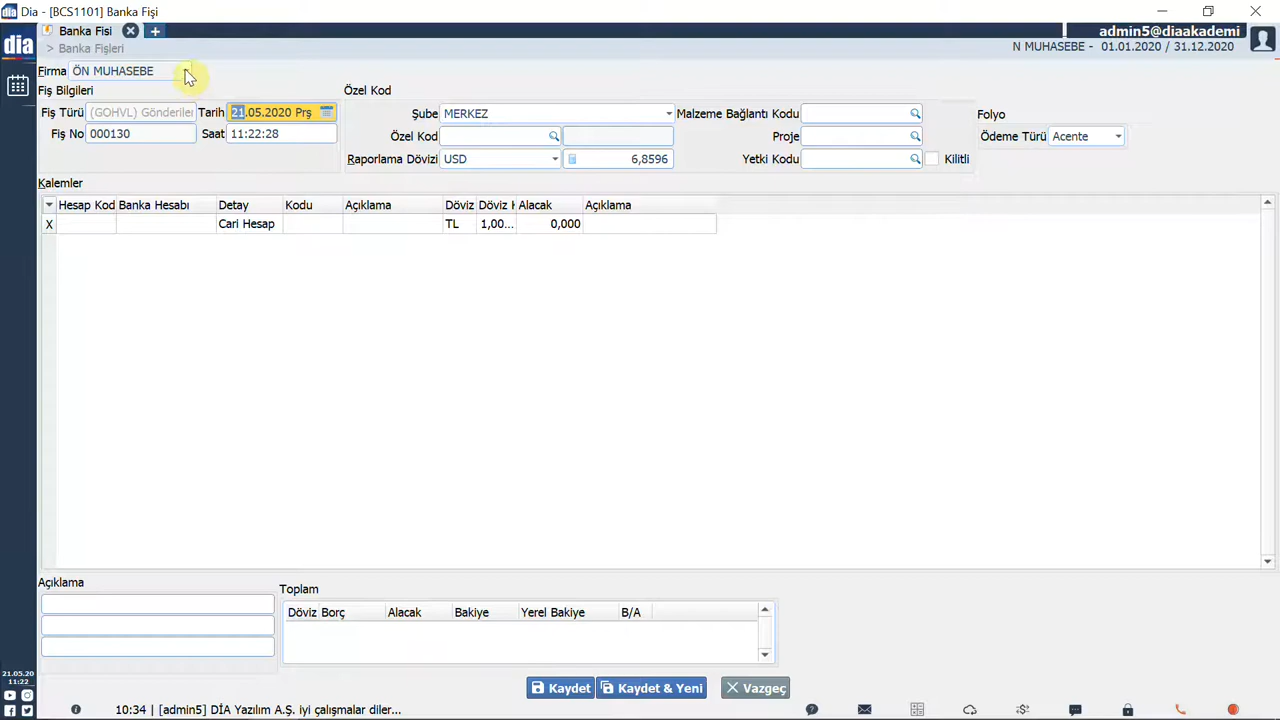 Dia - [BCS1101] Banka Fişi
dia
Banka Fisi
admin5@diaakademi
> Banka Fişleri
N MUHASEBE - 01.01.2020 / 31.12.2020
Firma ÖN MUHASEBE
Fiş Bilgileri
Özel Kod
Fiş Türü (GOHVL) Gönderiler Tarih 21.05.2020 Prş
Şube MERKEZ Malzeme Bağlantı Kodu
Folyo
Fiş No 000130 Saat 11:22:28
Özel Kod Proje
Ödeme Türü Acente
Raporlama Dövizi USD 6,8596 Yetki Kodu Kilitli
Kalemler
Hesap Kod Banka Hesabı Detay Kodu Açıklama Döviz Döviz Alacak Açıklama
X Cari Hesap TL 1,00... 0,000
Açıklama
Toplam
Döviz Borç Alacak Bakiye Yerel Bakiye B/A
Kaydet Kaydet & Yeni Vazgeç
21.05.20
11:22
10:34 | [admin5] DİA Yazılım A.Ş. iyi çalışmalar diler...